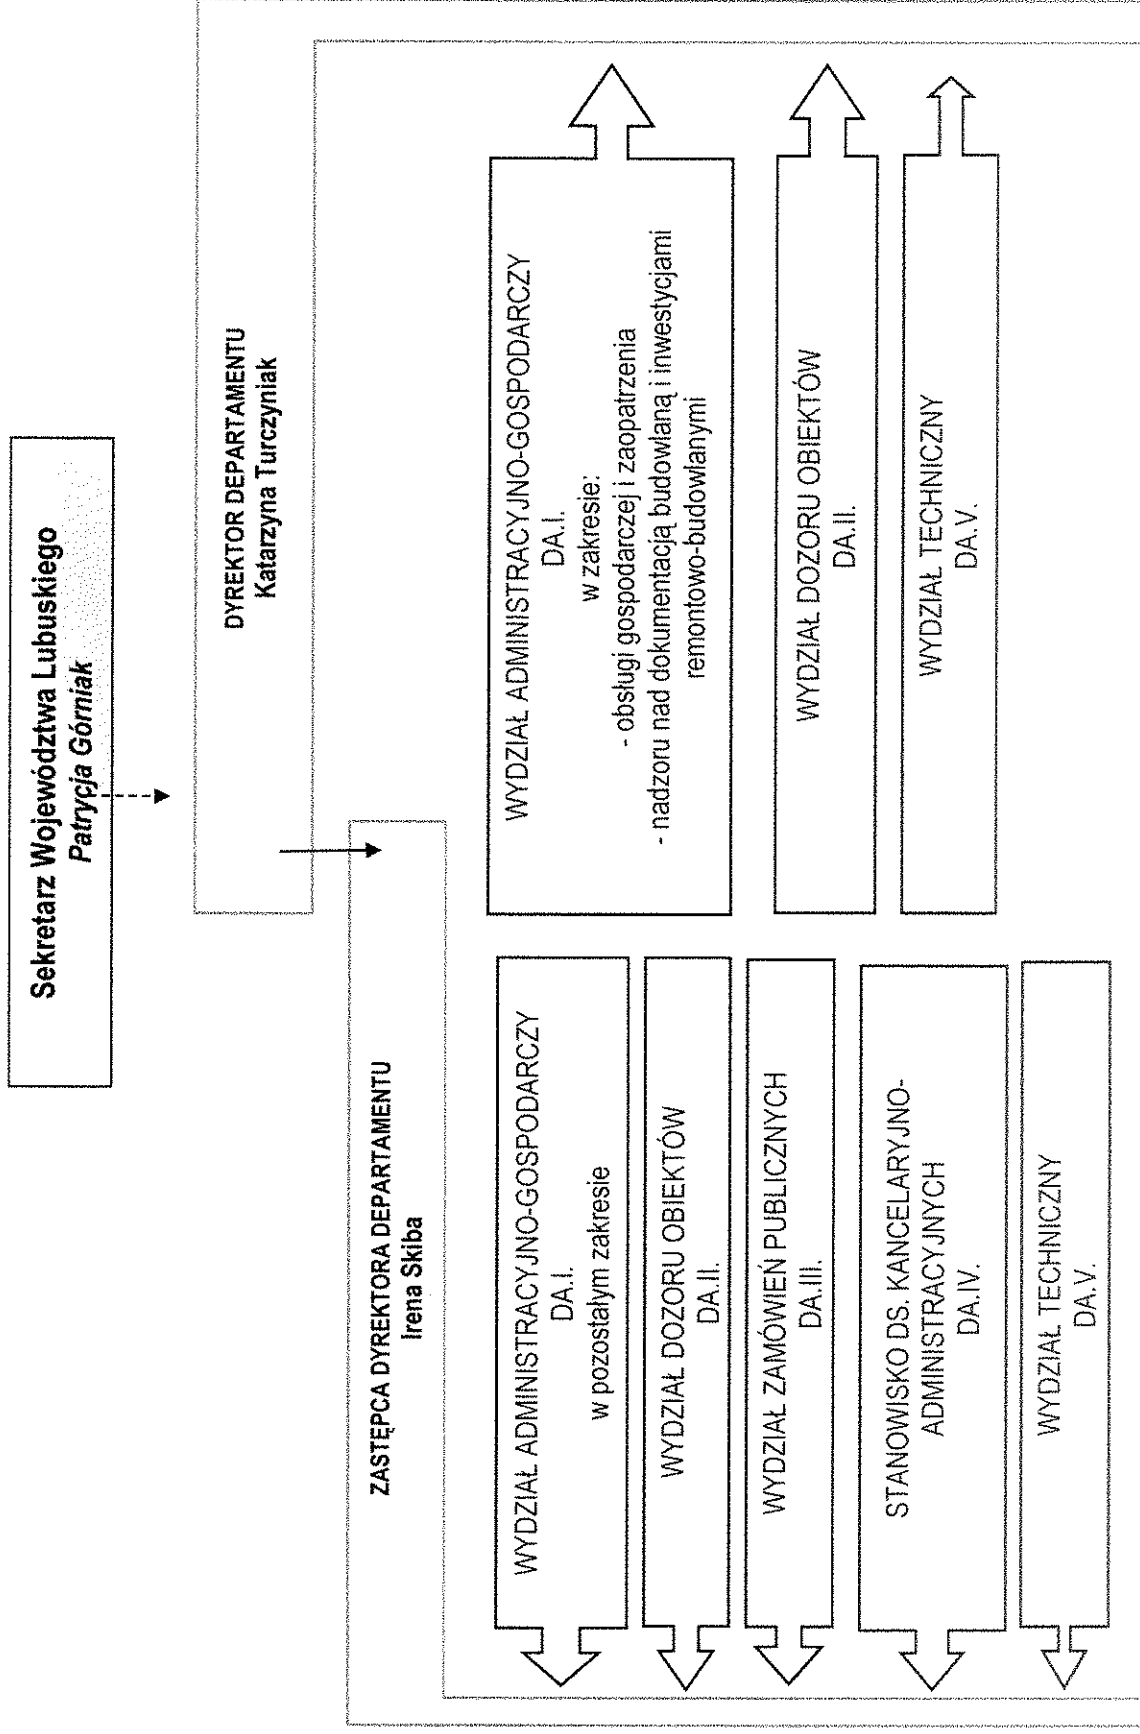 Sekretarz Województwa Lubuskiego
Patrycja Górniak
DYREKTOR DEPARTAMENTU
Katarzyna Turczyniak
ZASTĘPCA DYREKTORA DEPARTAMENTU
Irena Skiba
WYDZIAŁ ADMINISTRACYJNO-GOSPODARCZY
DA.I.
w pozostałym zakresie
WYDZIAŁ DOZORU OBIEKTÓW
DA.II.
WYDZIAŁ ZAMÓWIEŃ PUBLICZNYCH
DA.III.
STANOWISKO DS. KANCELARYJNO-
ADMINISTRACYJNYCH
DA.IV.
WYDZIAŁ TECHNICZNY
DA.V.
WYDZIAŁ ADMINISTRACYJNO-GOSPODARCZY
DA.I.
w zakresie:
- obsługi gospodarczej i zaopatrzenia
- nadzoru nad dokumentacją budowlaną i inwestycjami
remontowo-budowlanymi
WYDZIAŁ DOZORU OBIEKTÓW
DA.II.
WYDZIAŁ TECHNICZNY
DA.V.